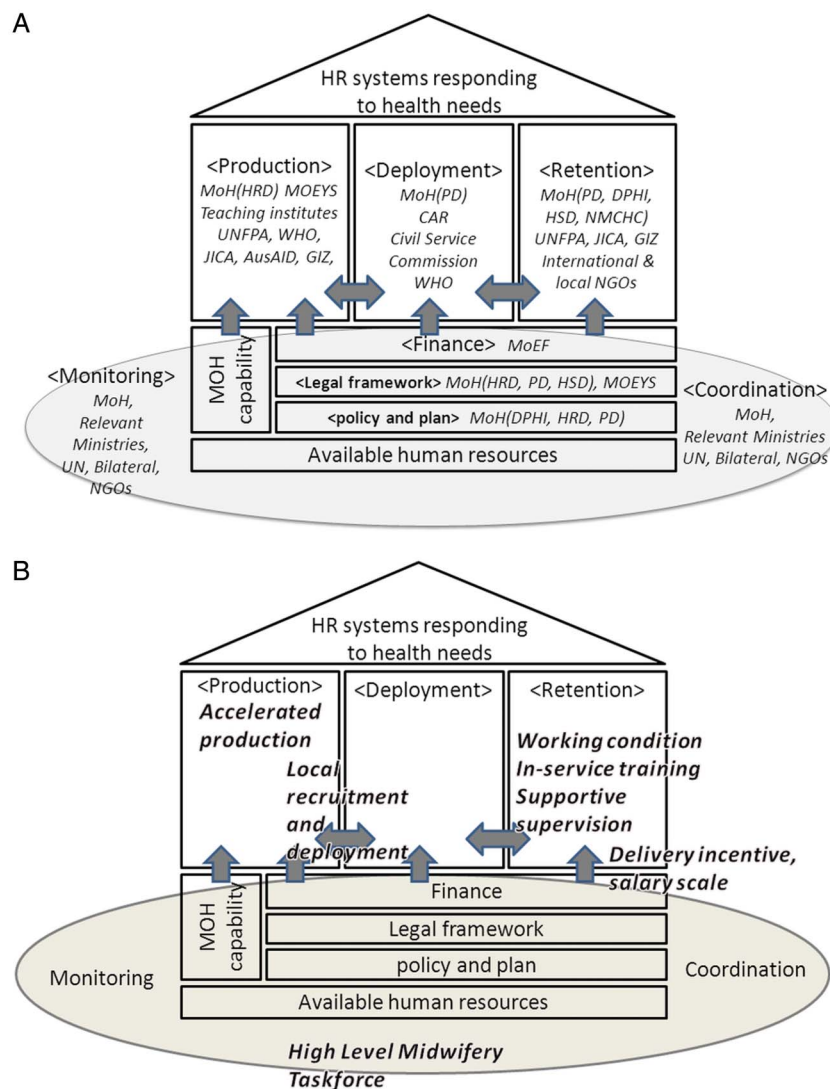 A
HR systems responding
to health needs
<Production>
MoH(HRD) MOEYS
Teaching institutes
UNFPA, WHO,
JICA, AusAID, GIZ,
<Deployment>
MoH(PD)
CAR
Civil Service
Commission
WHO
<Retention>
MoH(PD, DPHI,
HSD, NMCHC)
UNFPA, JICA, GIZ
International &
local NGOs
MOH
capability
<Finance> MoEF
<Legal framework> MoH(HRD, PD, HSD), MOEYS
<policy and plan> MoH(DPHI, HRD, PD)
Available human resources
<Monitoring>
MoH,
Relevant
Ministries,
UN, Bilateral,
NGOs
<Coordination>
MoH,
Relevant Ministries
UN, Bilateral, NGOs
B
HR systems responding
to health needs
<Production>
Accelerated
production
Local
recruitment
and
deployment
<Deployment>
<Retention>
Working condition
In-service training
Supportive
supervision
Delivery incentive,
salary scale
MOH
capability
Finance
Legal framework
policy and plan
Available human resources
Monitoring
Coordination
High Level Midwifery
Taskforce